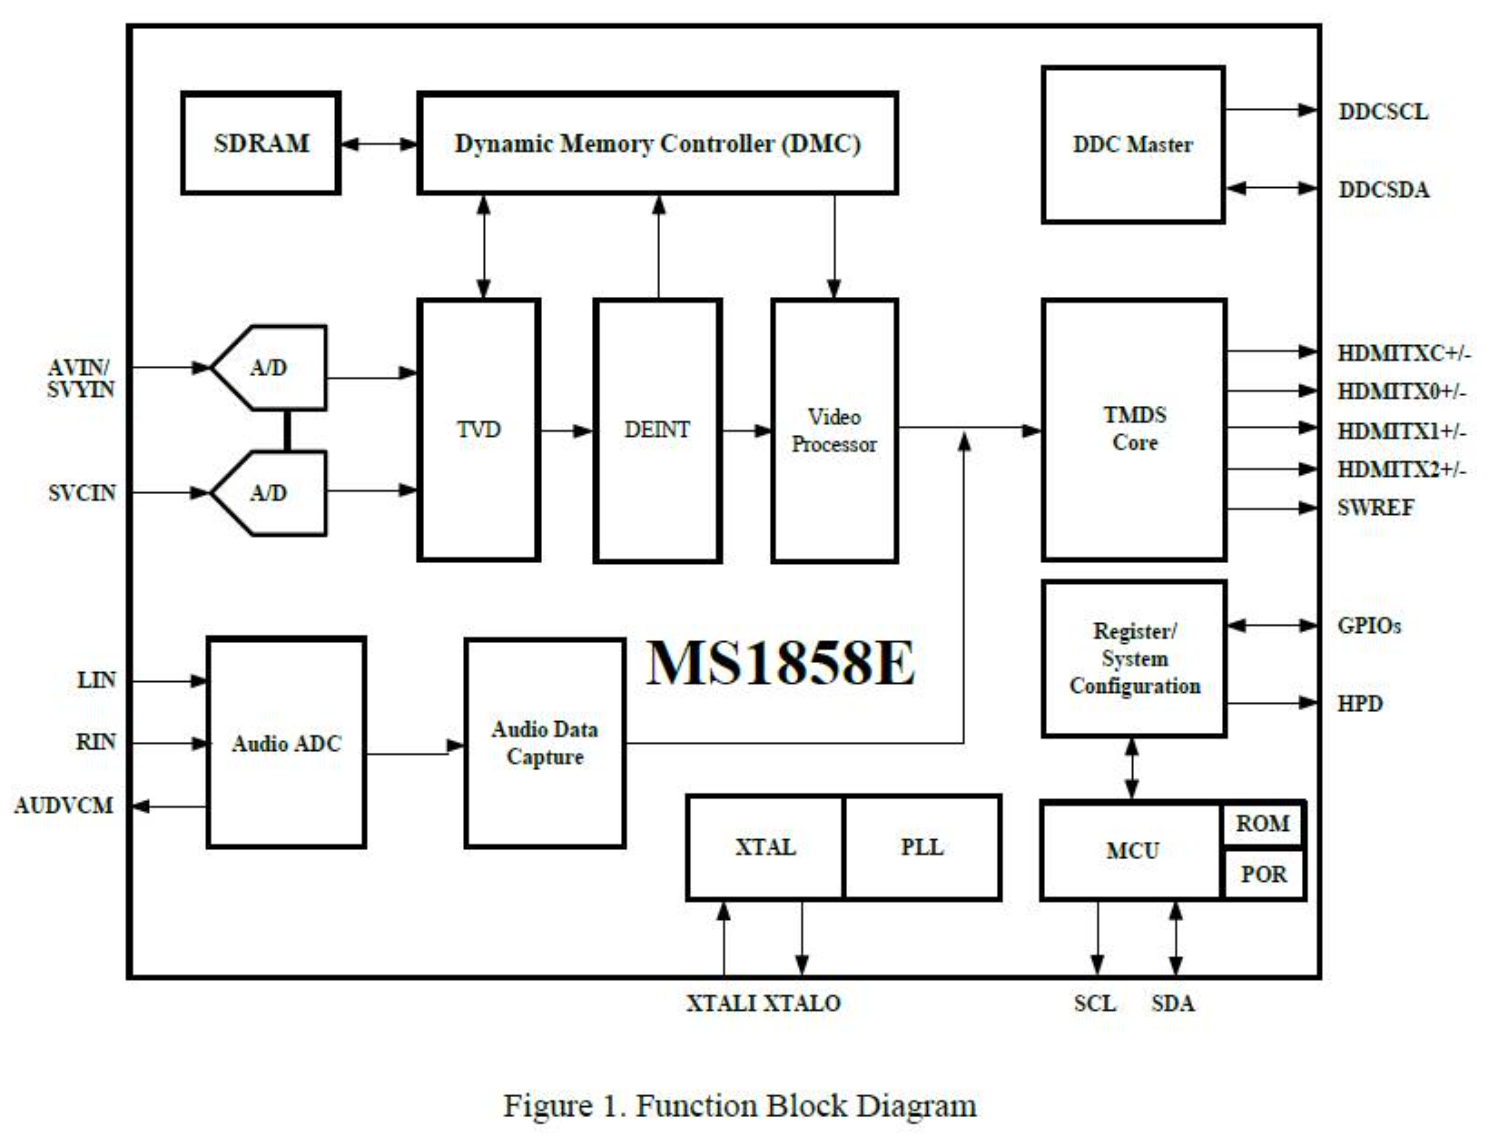 SDRAM
Dynamic Memory Controller (DMC)
DDC Master
DDCSCL
DDCSDA
AVIN/
SVYIN
A/D
SVCIN
A/D
TVD
DEINT
Video
Processor
TMDS
Core
HDMITXC+/-
HDMITX0+/-
HDMITX1+/-
HDMITX2+/-
SWREF
MS1858E
Register/
System
Configuration
GPIOs
HPD
LIN
RIN
AUDVCM
Audio ADC
Audio Data
Capture
XTAL
PLL
MCU
ROM
POR
XTALI XTALO
SCL
SDA
Figure 1. Function Block Diagram